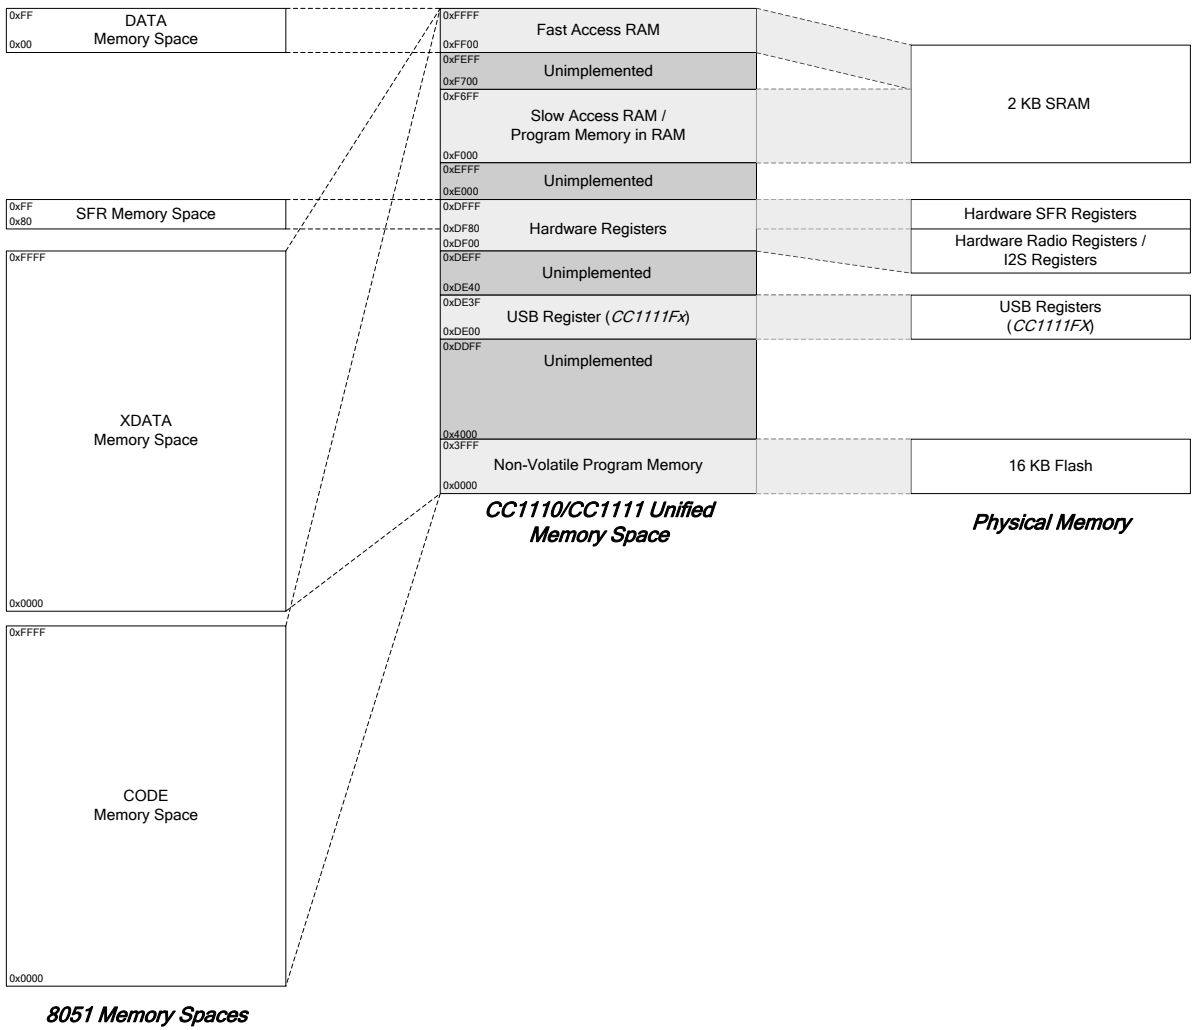 0xFF
DATA
Memory Space
0x00
0xFF
SFR Memory Space
0x80
0xFFFF
XDATA
Memory Space
0x0000
0xFFFF
CODE
Memory Space
0x0000
8051 Memory Spaces
0xFFFF
Fast Access RAM
0xFF00
0xFEFF
Unimplemented
0xF700
0xF6FF
Slow Access RAM /
Program Memory in RAM
0xF000
0xEFFF
Unimplemented
0xE000
0xDFFF
0xDF80
Hardware Registers
0xDF00
0xDEFF
Unimplemented
0xDE40
0xDE3F
USB Register (CC1111Fx)
0xDE00
0xDDFF
Unimplemented
0x4000
0x3FFF
Non-Volatile Program Memory
0x0000
CC1110/CC1111 Unified
Memory Space
2 KB SRAM
Hardware SFR Registers
Hardware Radio Registers /
I2S Registers
USB Registers
(CC1111FX)
16 KB Flash
Physical Memory